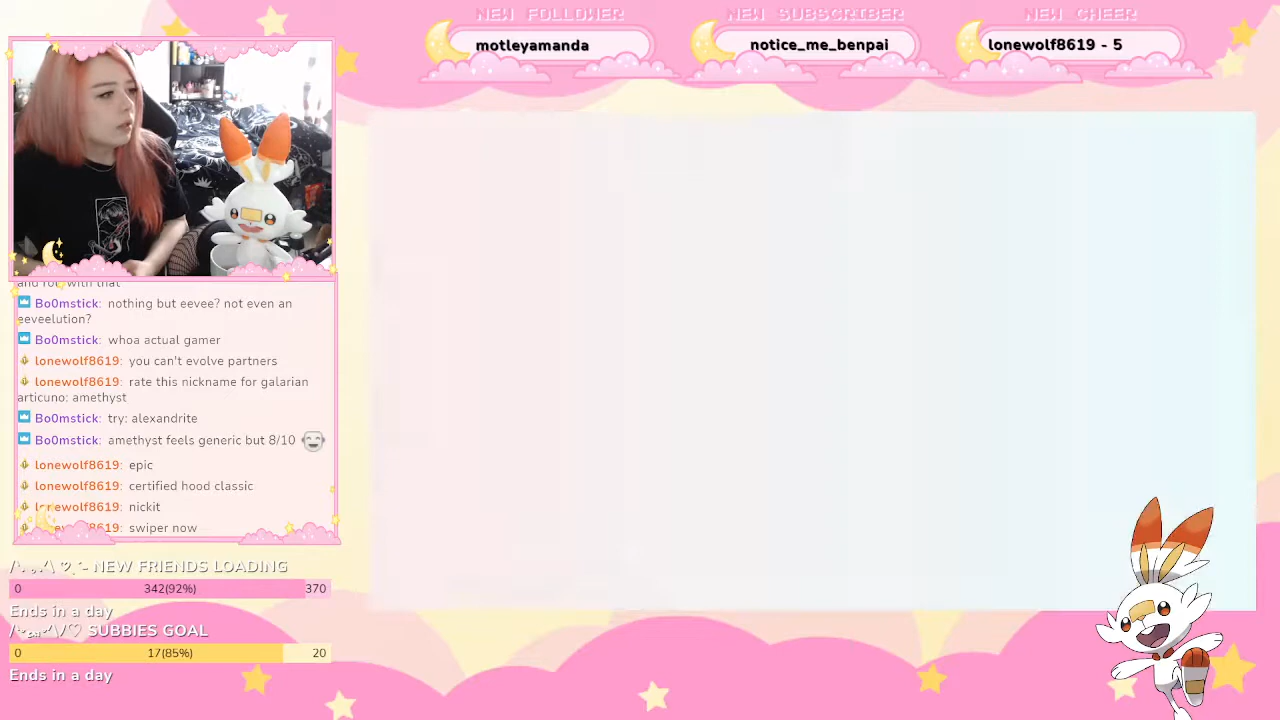 NEW FOLLOWER
NEW SUBSCRIBER
NEW CHEER
motleyamanda
notice_me_benpai
lonewolf8619 - 5
with that
Bo0mstick: nothing but eevee? not even an
eeveelution?
Bo0mstick: whoa actual gamer
lonewolf8619: you can't evolve partners
lonewolf8619: rate this nickname for galarian
articuno: amethyst
Bo0mstick: try: alexandrite
Bo0mstick: amethyst feels generic but 8/10
lonewolf8619: epic
lonewolf8619: certified hood classic
lonewolf8619: nickit
8619: swiper now
NEW FRIENDS LOADING
0 342(92%) 370
Ends in a day
SUBBIES GOAL
0 17(85%) 20
Ends in a day